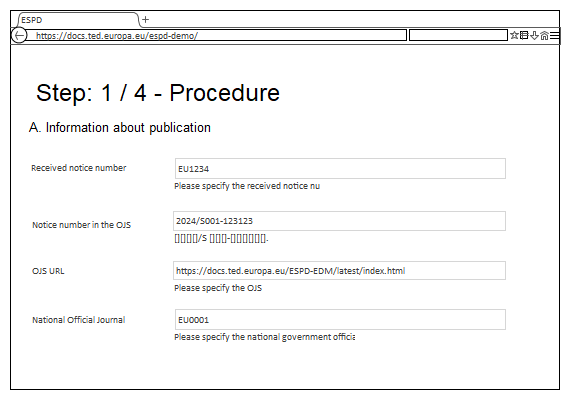 ESPD +
https://docs.ted.europa.eu/espd-demo/
Step: 1 / 4 - Procedure
A. Information about publication
Received notice number
EU1234
Please specify the received notice nu
Notice number in the OJS
2024/S001-123123
[][][][]/S [][][]-[][][][][][].
OJS URL
https://docs.ted.europa.eu/ESPD-EDM/latest/index.html
Please specify the OJS
National Official Journal
EU0001
Please specify the national government officia